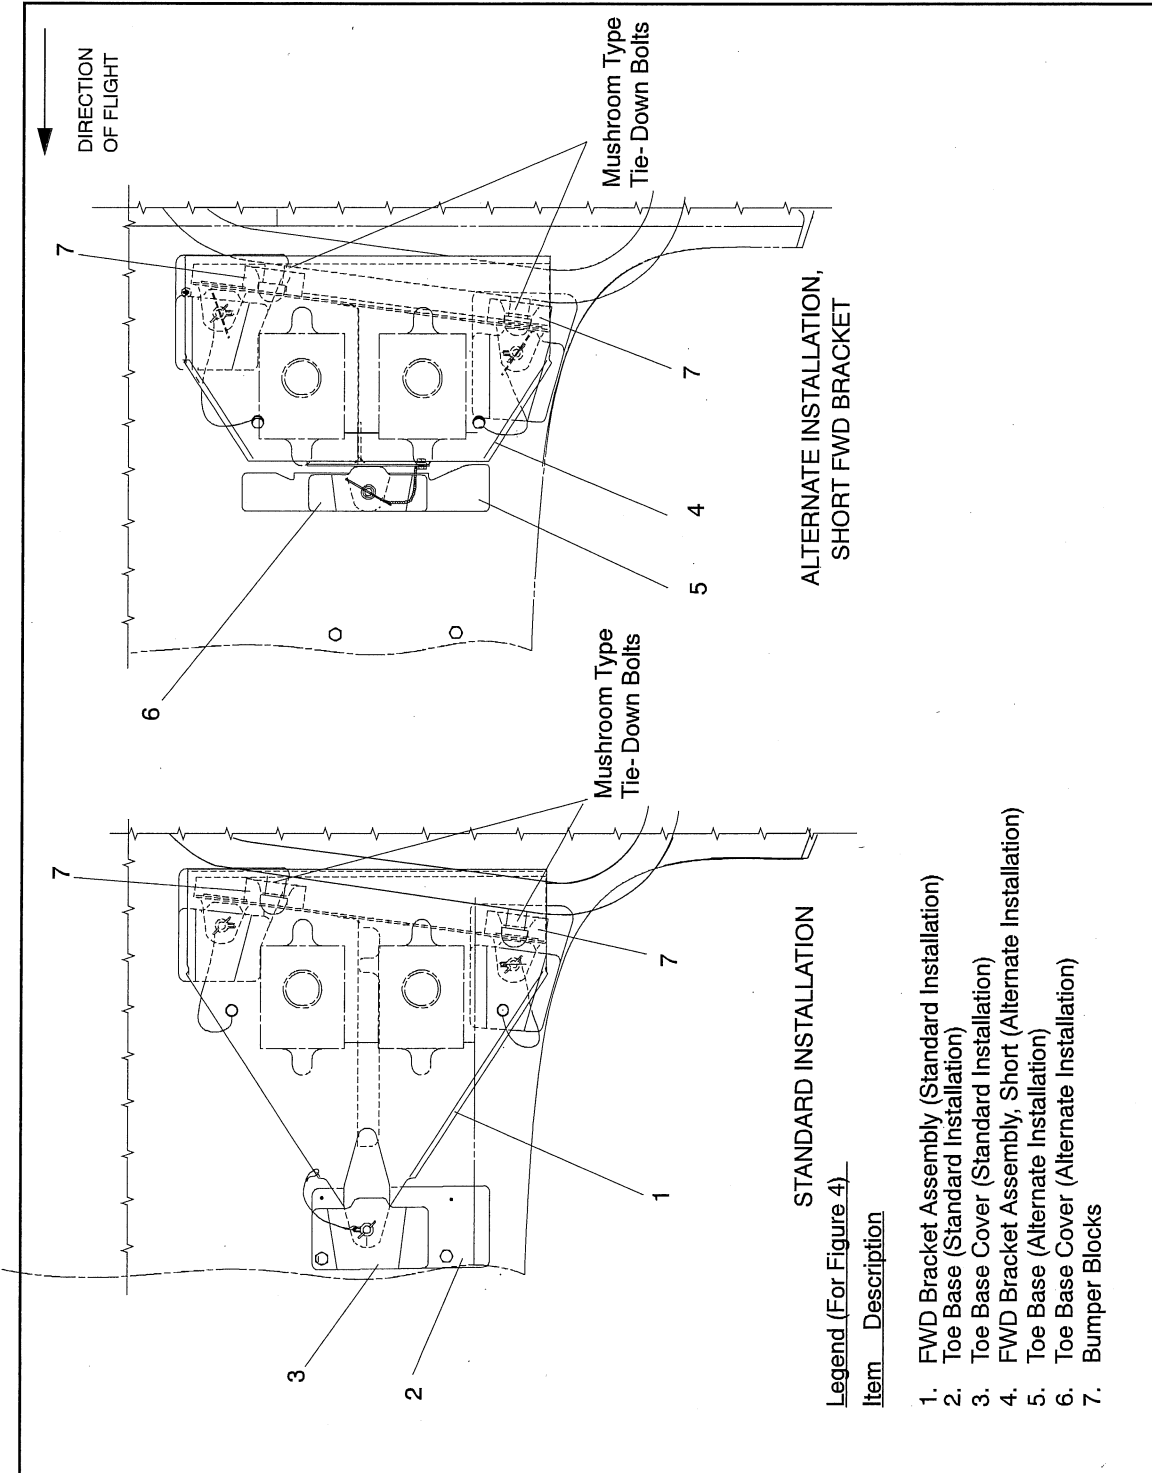 DIRECTION
OF FLIGHT
7
Mushroom Type
Tie- Down Bolts
7
4
5
6
ALTERNATE INSTALLATION,
SHORT FWD BRACKET
7
Mushroom Type
Tie- Down Bolts
7
1
3
2
STANDARD INSTALLATION
Legend (For Figure 4)
Item Description
1. FWD Bracket Assembly (Standard Installation)
2. Toe Base (Standard Installation)
3. Toe Base Cover (Standard Installation)
4. FWD Bracket Assembly, Short (Alternate Installation)
5. Toe Base (Alternate Installation)
6. Toe Base Cover (Alternate Installation)
7. Bumper Blocks